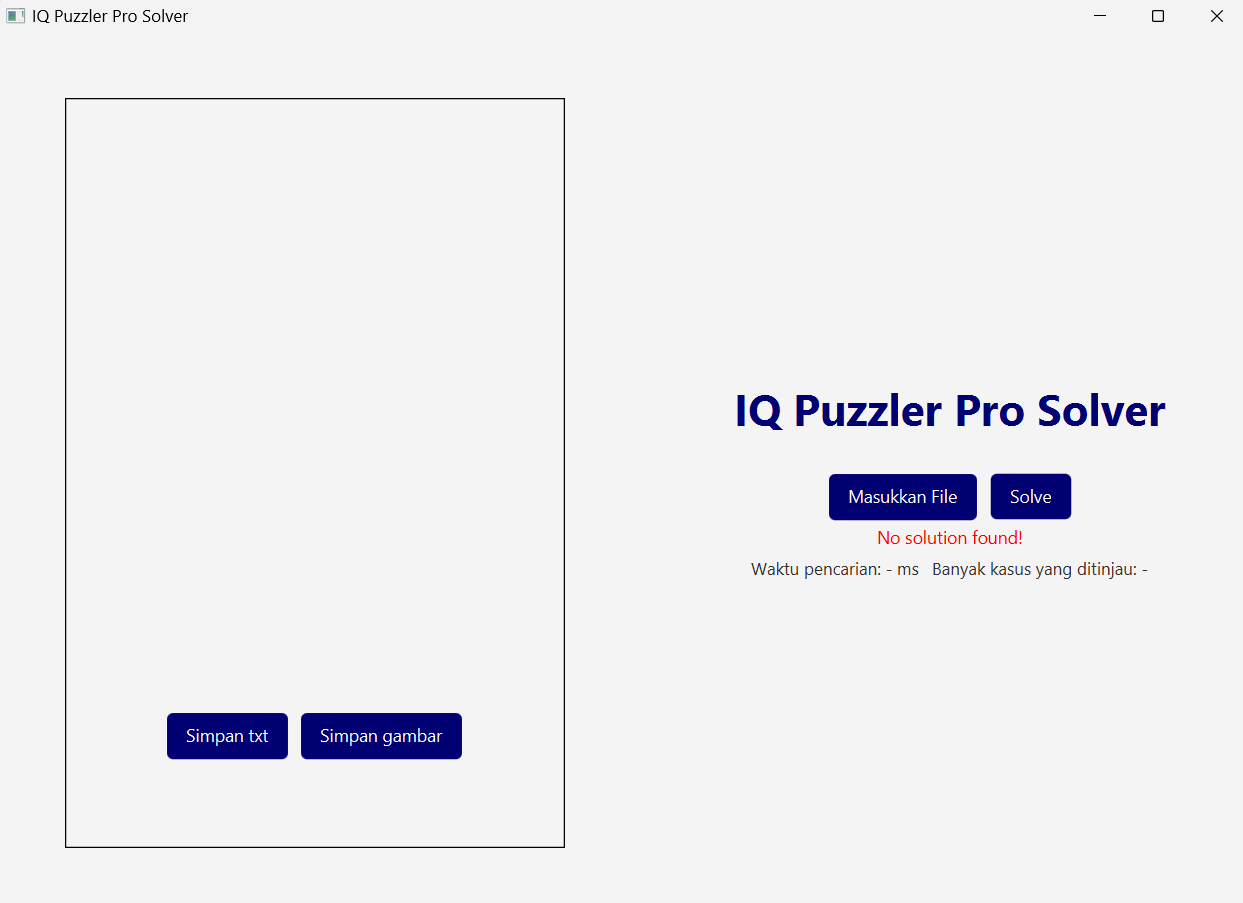 IQ Puzzler Pro Solver
IQ Puzzler Pro Solver
Masukkan File Solve
No solution found!
Waktu pencarian: - ms Banyak kasus yang ditinjau: -
Simpan txt Simpan gambar